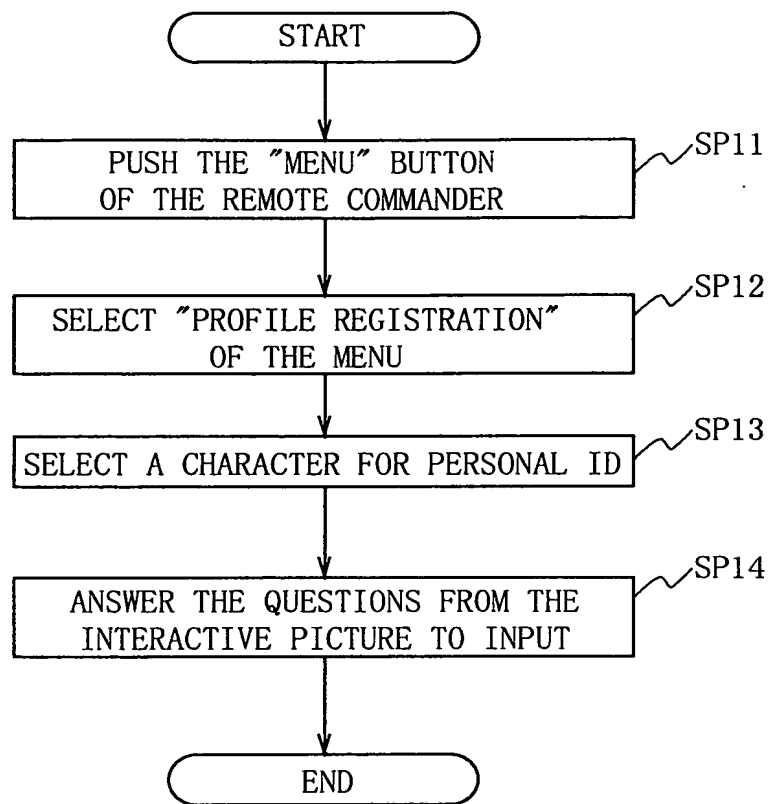 START
PUSH THE "MENU" BUTTON
OF THE REMOTE COMMANDER
SP11
SELECT "PROFILE REGISTRATION"
OF THE MENU
SP12
SELECT A CHARACTER FOR PERSONAL ID
SP13
ANSWER THE QUESTIONS FROM THE
INTERACTIVE PICTURE TO INPUT
SP14
END